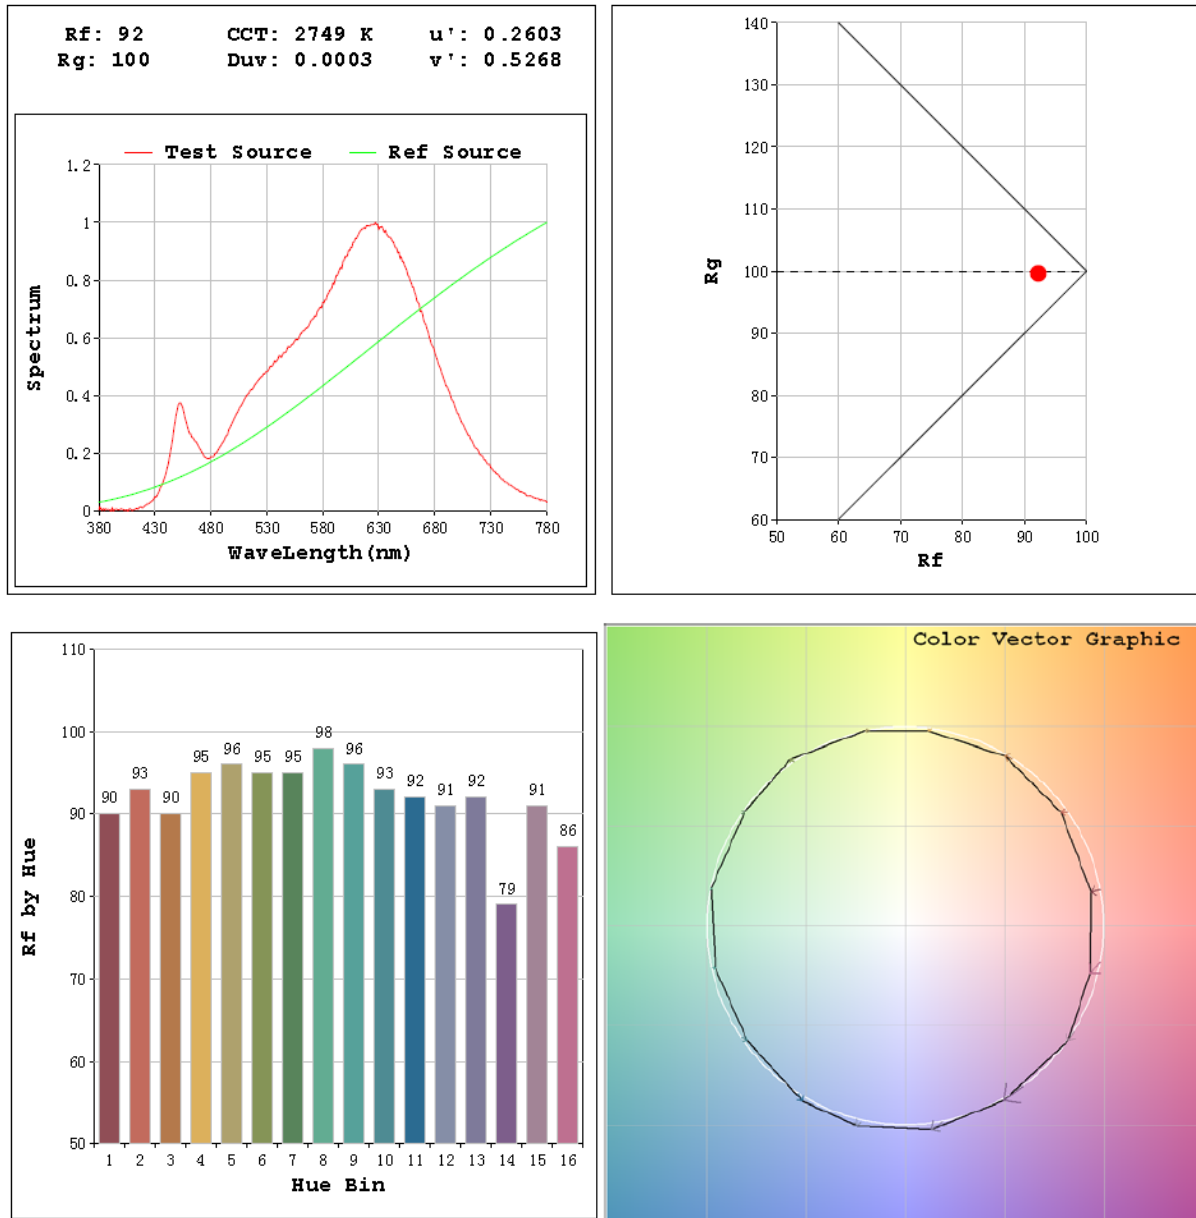 Rf: 92 CCT: 2749 K u': 0.2603
Rg: 100 Duv: 0.0003 v': 0.5268
Test Source Ref Source
1.2
1
0.8
0.6
0.4
0.2
0
Spectrum
380 430 480 530 580 630 680 730 780
WaveLength(nm)
140
130
120
110
100
90
80
70
60
Rg
50 60 70 80 90 100
Rf
110
100
90
80
70
60
50
Rf by Hue
90 93 90 95 96 95 95 98 96 93 92 91 92 79 91 86
1 2 3 4 5 6 7 8 9 10 11 12 13 14 15 16
Hue Bin
Color Vector Graphic